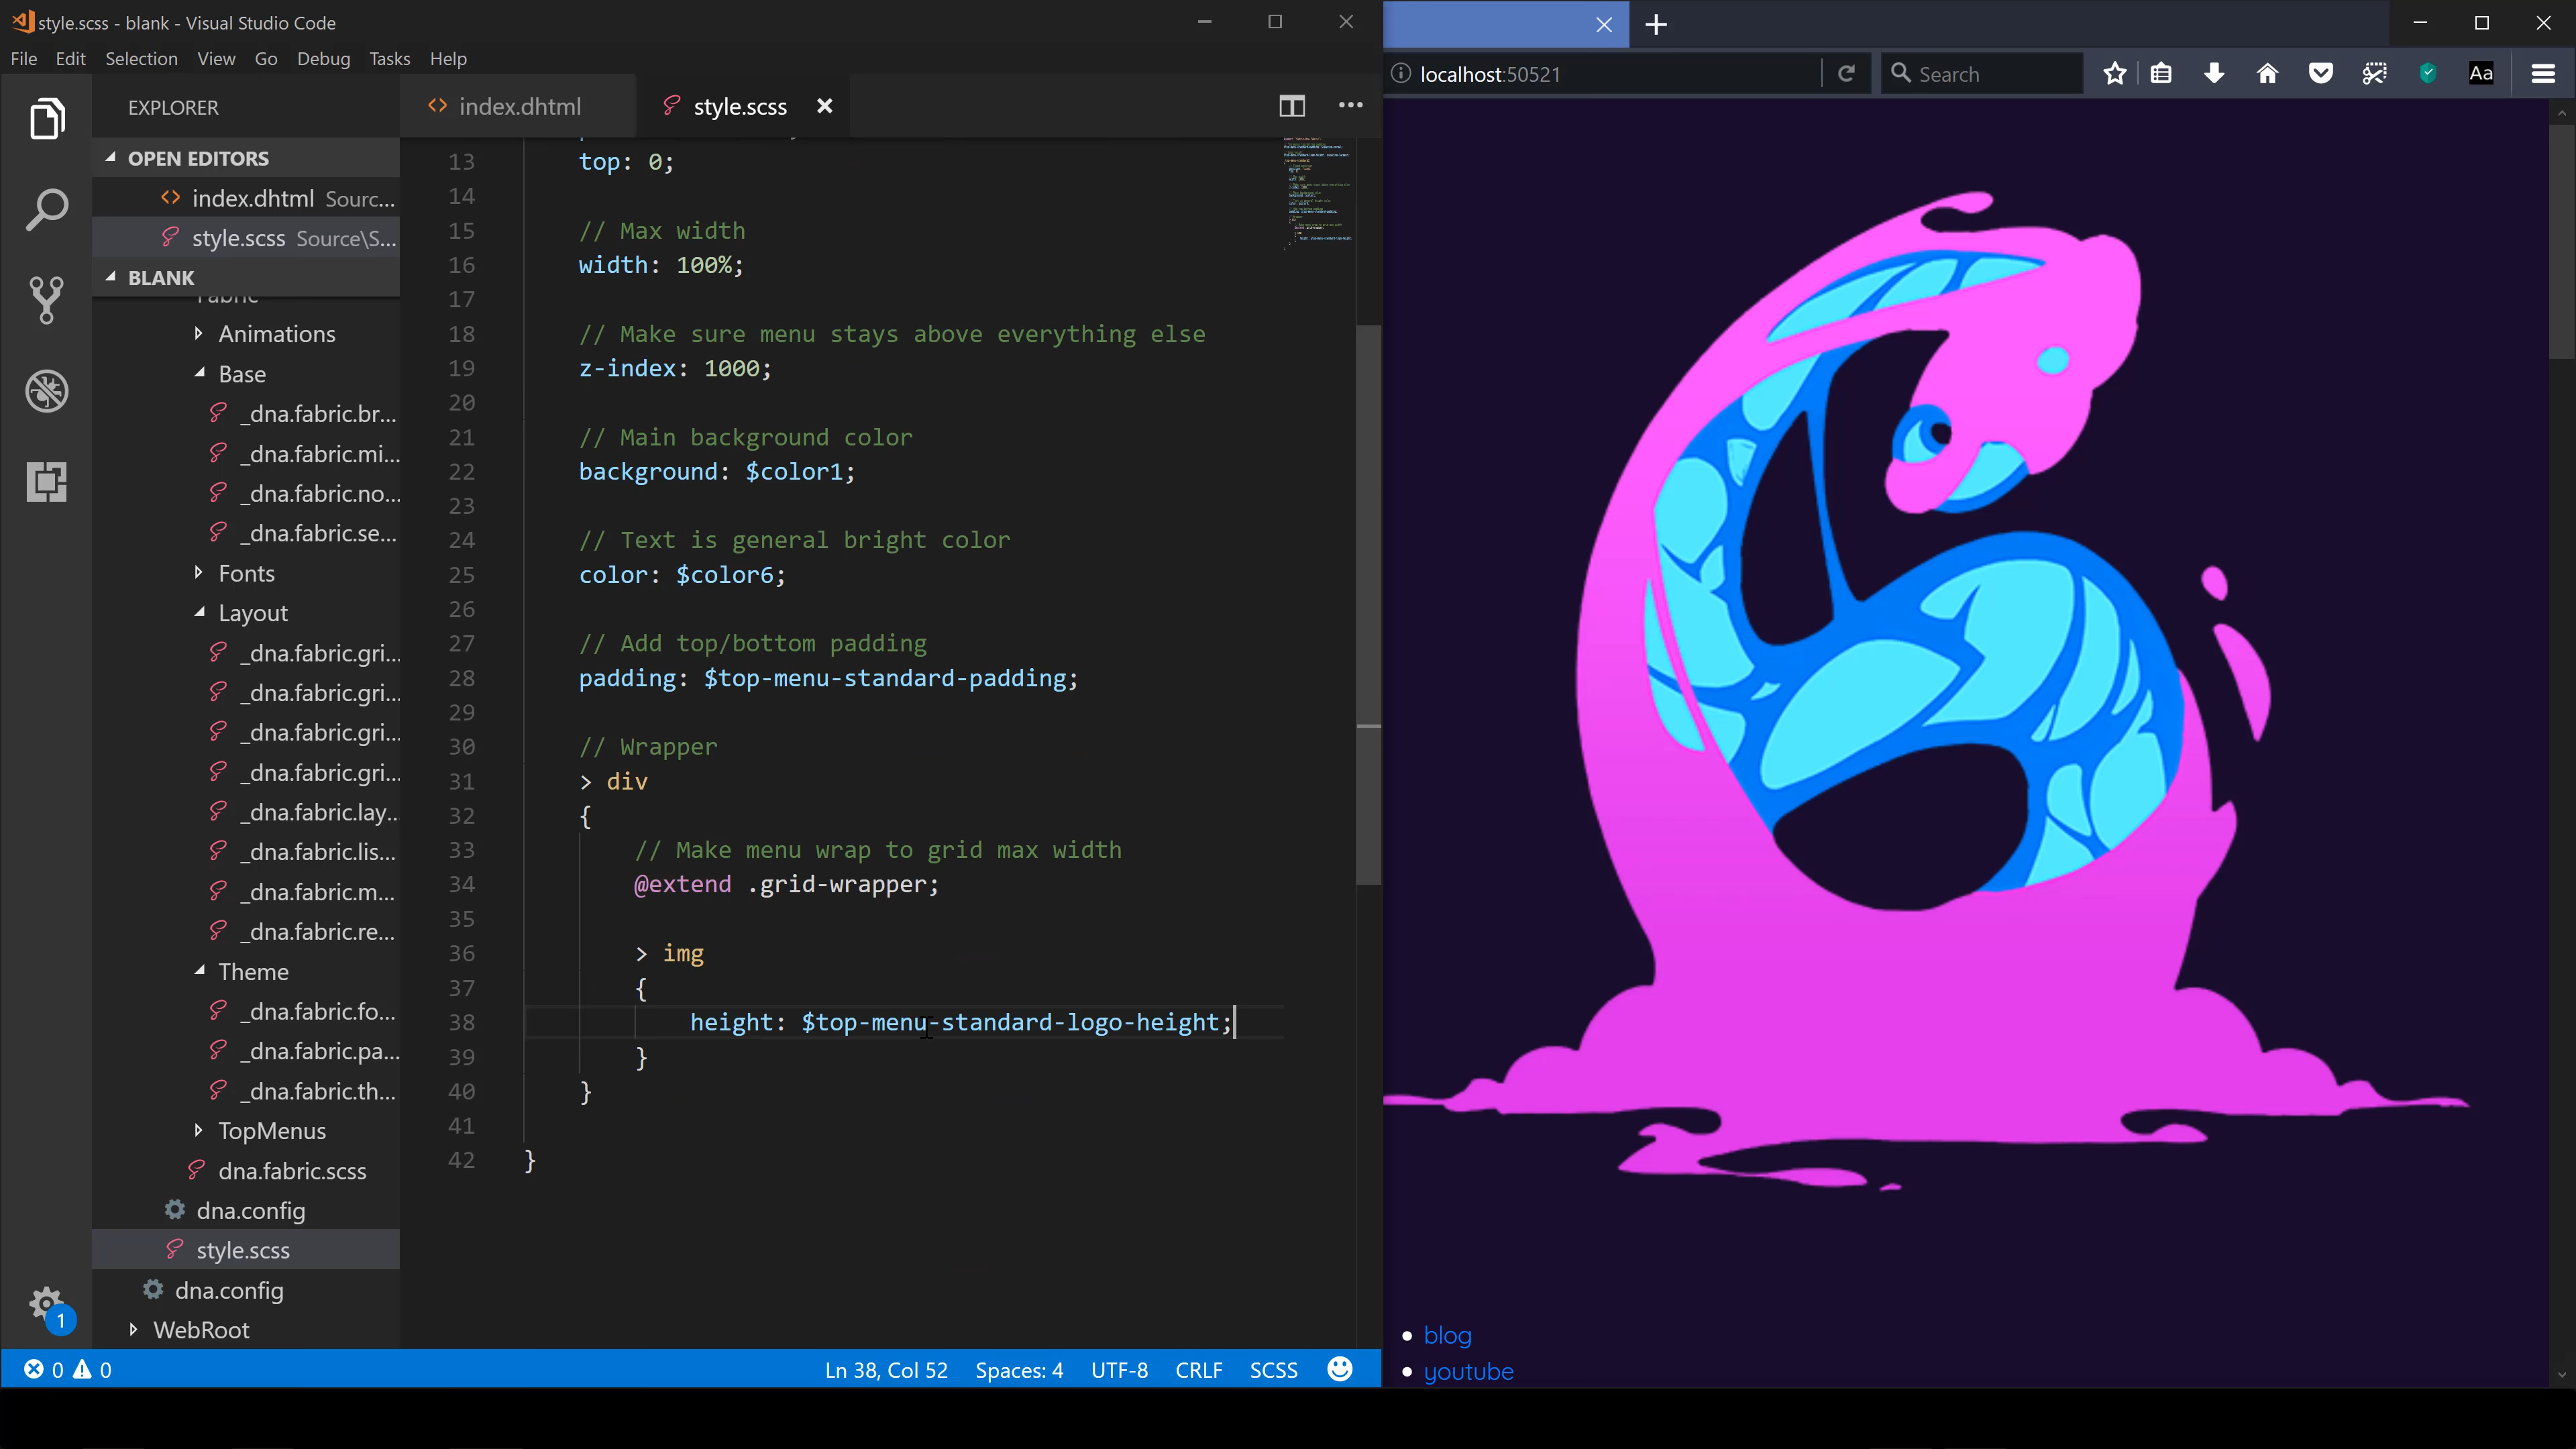 style.scss - blank - Visual Studio Code
File Edit Selection View Go Debug Tasks Help
EXPLORER
OPEN EDITORS
index.dhtml Sourc...
style.scss Source\S...
BLANK
Fabric
Animations
Base
_dna.fabric.br...
_dna.fabric.mi...
_dna.fabric.no...
_dna.fabric.se...
Fonts
Layout
_dna.fabric.gri...
_dna.fabric.gri...
_dna.fabric.gri...
_dna.fabric.gri...
_dna.fabric.lay...
_dna.fabric.lis...
_dna.fabric.m...
_dna.fabric.re...
Theme
_dna.fabric.fo...
_dna.fabric.pa...
_dna.fabric.th...
TopMenus
dna.fabric.scss
dna.config
style.scss
dna.config
WebRoot
1
index.dhtml
style.scss
13 top: 0;
14
15 // Max width
16 width: 100%;
17
18 // Make sure menu stays above everything else
19 z-index: 1000;
20
21 // Main background color
22 background: $color1;
23
24 // Text is general bright color
25 color: $color6;
26
27 // Add top/bottom padding
28 padding: $top-menu-standard-padding;
29
30 // Wrapper
31 > div
32 {
33 // Make menu wrap to grid max width
34 @extend .grid-wrapper;
35
36 > img
37 {
38 height: $top-menu-standard-logo-height;
39 }
40 }
41
42 }
0 0
Ln 38, Col 52 Spaces: 4 UTF-8 CRLF SCSS
localhost:50521
Search
Aa
• blog
• youtube